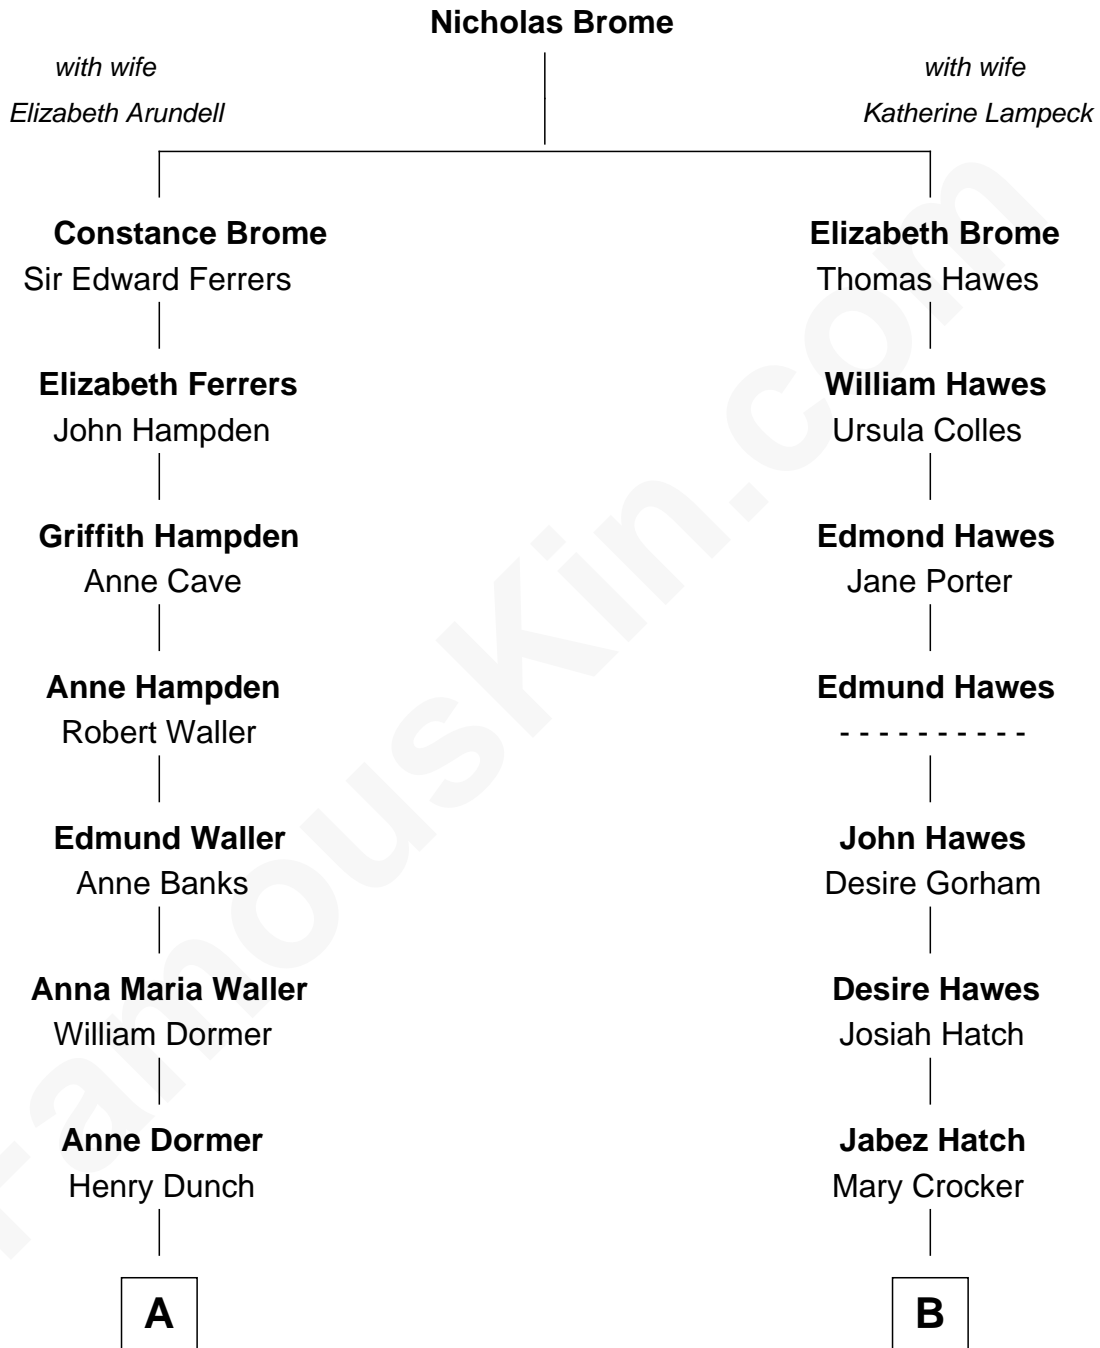 Nicholas Brome
with wife
Elizabeth Arundell
with wife
Katherine Lampeck
Constance Brome
Sir Edward Ferrers
Elizabeth Brome
Thomas Hawes
Elizabeth Ferrers
John Hampden
William Hawes
Ursula Colles
Griffith Hampden
Anne Cave
Edmond Hawes
Jane Porter
Anne Hampden
Robert Waller
Edmund Hawes
- - - - - - - - - -
Edmund Waller
Anne Banks
John Hawes
Desire Gorham
Anna Maria Waller
William Dormer
Desire Hawes
Josiah Hatch
Anne Dormer
Henry Dunch
Jabez Hatch
Mary Crocker
A
B
FamousKin.com